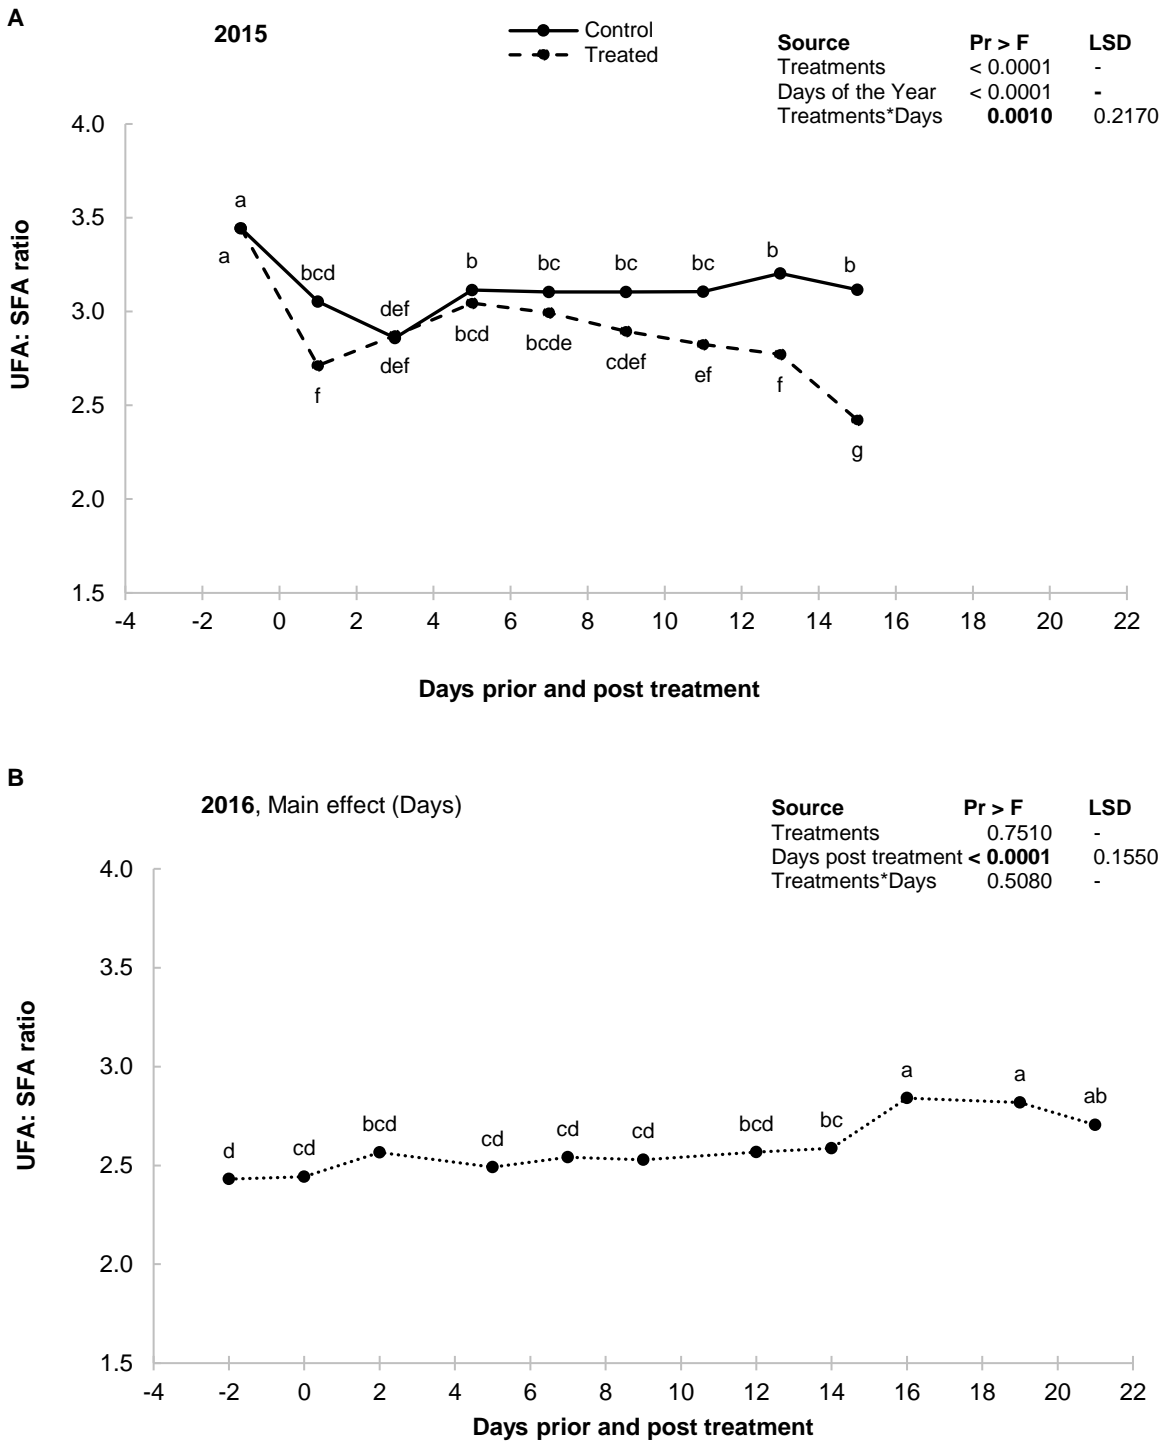 A
2015
Control
Treated
Source Pr > F LSD
Treatments < 0.0001 -
Days of the Year < 0.0001 -
Treatments*Days 0.0010 0.2170
4.0
3.5
3.0
2.5
2.0
1.5
UFA: SFA ratio
a
a
bcd
f
def
def
b
bcd
bc
bcde
bc
cdef
bc
ef
b
f
b
g
-4 -2 0 2 4 6 8 10 12 14 16 18 20 22
Days prior and post treatment
B
2016, Main effect (Days)
Source Pr > F LSD
Treatments 0.7510 -
Days post treatment < 0.0001 0.1550
Treatments*Days 0.5080 -
4.0
3.5
3.0
2.5
2.0
1.5
UFA: SFA ratio
d cd bcd cd cd cd bcd bc a a ab
-4 -2 0 2 4 6 8 10 12 14 16 18 20 22
Days prior and post treatment